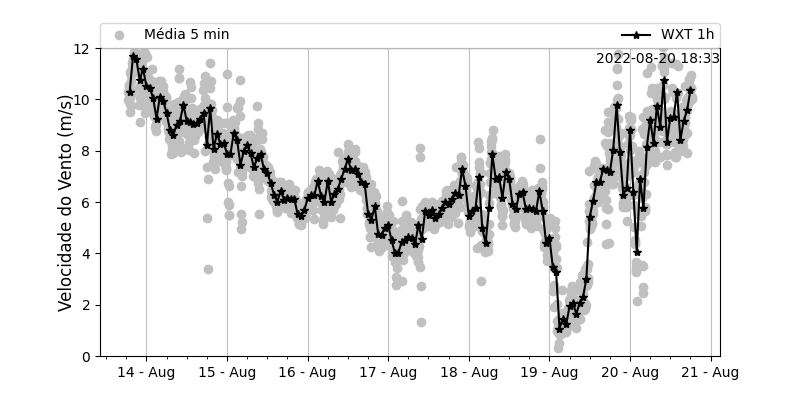 Média 5 min
WXT 1h
2022-08-20 18:33
Velocidade do Vento (m/s)
12
10
8
6
4
2
0
14 - Aug 15 - Aug 16 - Aug 17 - Aug 18 - Aug 19 - Aug 20 - Aug 21 - Aug